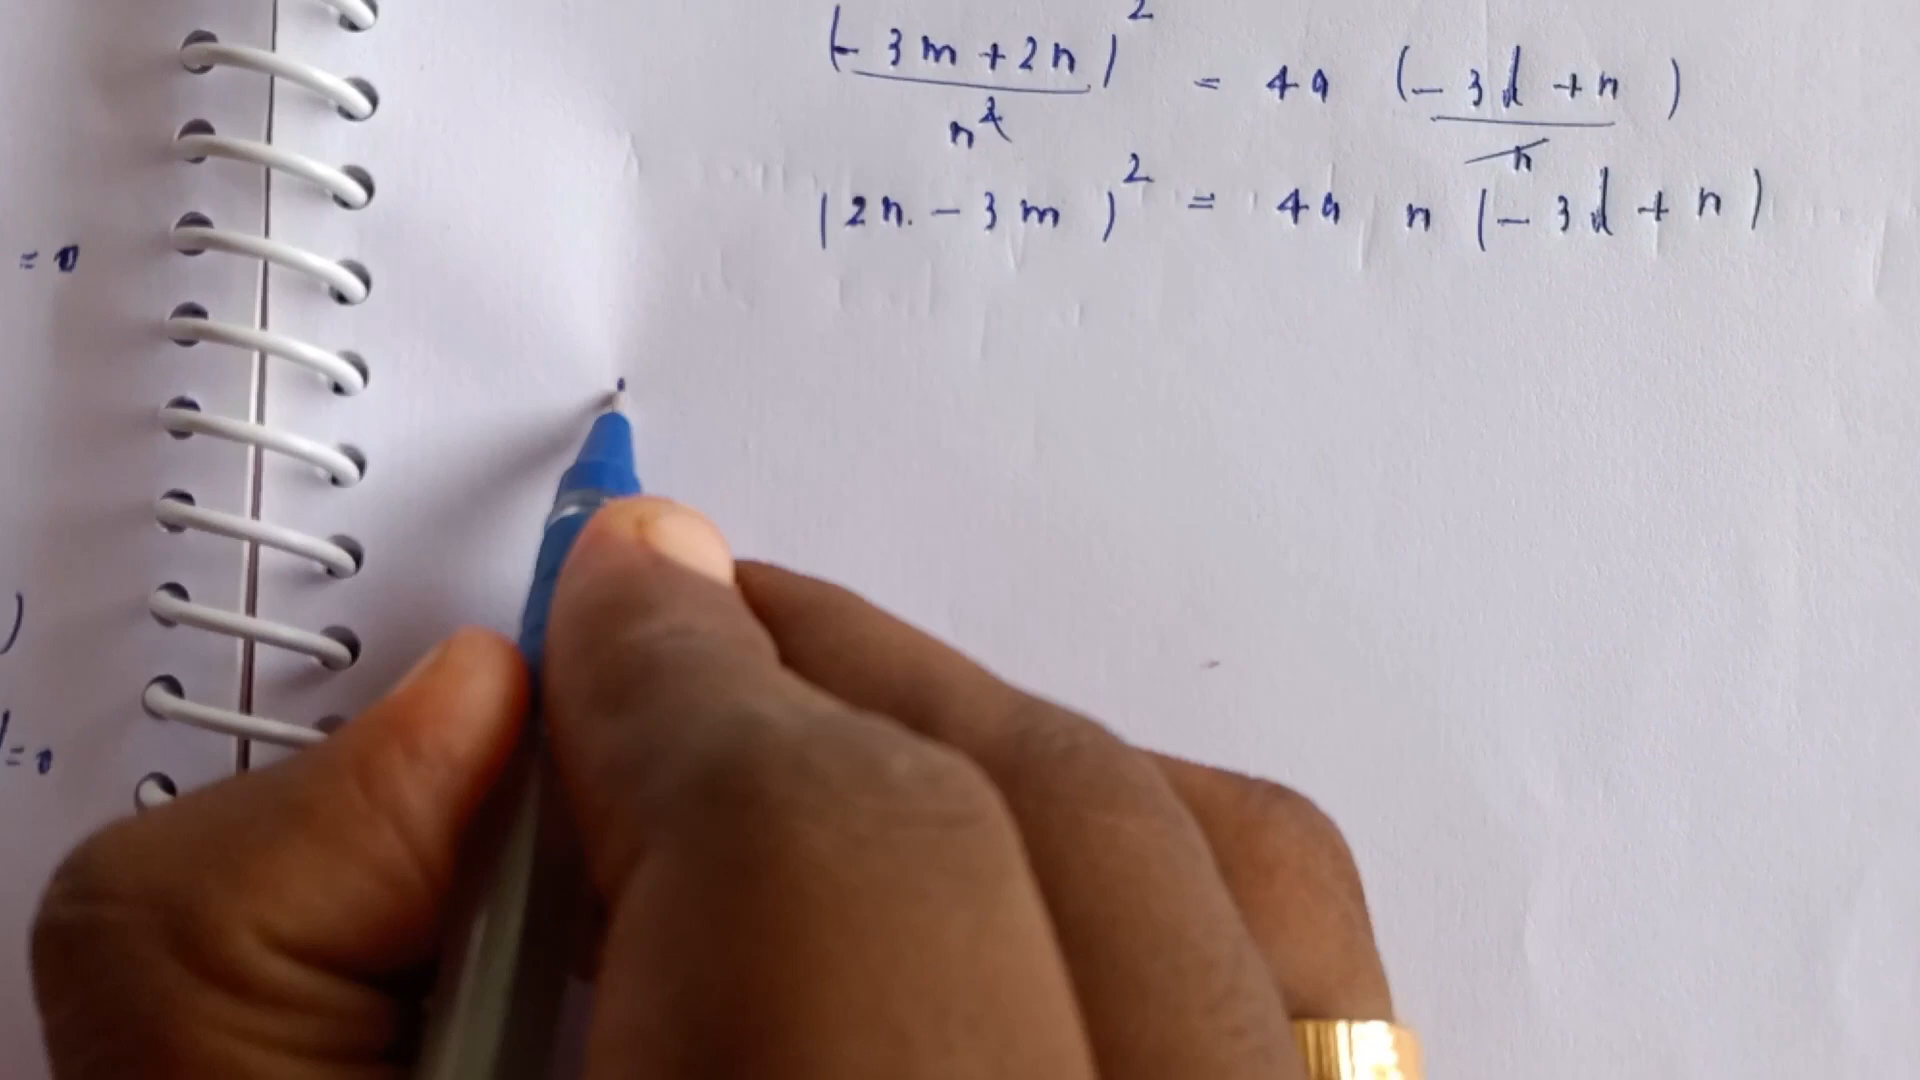 (-3m+2n)² / n² = 4a (-3l+n) / n
(2n-3m)² = 4a n (-3l+n)
= 0
)
= 0